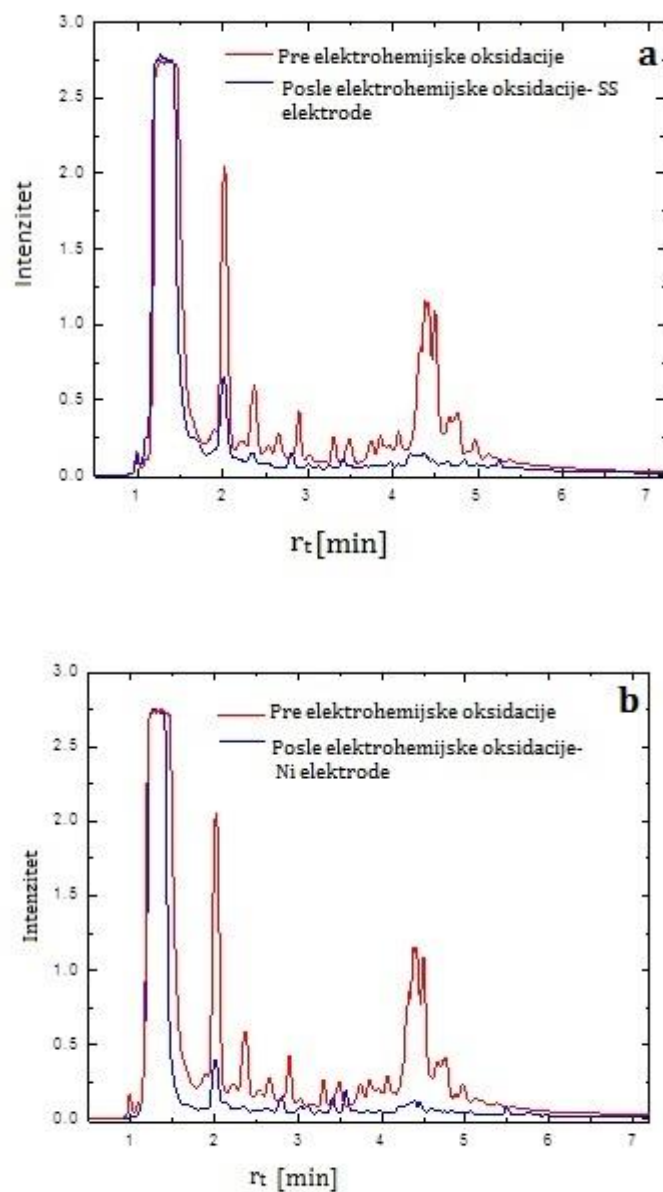 a
Pre elektrohemijske oksidacije
Posle elektrohemijske oksidacije- SS
elektrode
Intenzitet
3.0
2.5
2.0
1.5
1.0
0.5
0.0
1 2 3 4 5 6 7
rt [min]
b
Pre elektrohemijske oksidacije
Posle elektrohemijske oksidacije-
Ni elektrode
Intenzitet
3.0
2.5
2.0
1.5
1.0
0.5
0.0
1 2 3 4 5 6 7
rt [min]